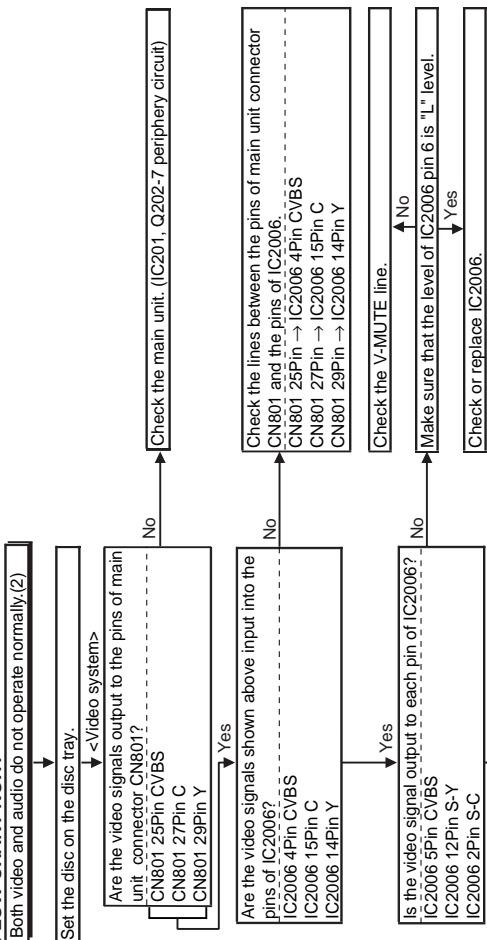 Both video and audio do not operate normally.(2)
Set the disc on the disc tray.
<Video system>
Are the video signals output to the pins of main
unit connector CN801?
CN801 25Pin CVBS
CN801 27Pin C
CN801 29Pin Y
No
Check the main unit. (IC201, Q202-7 periphery circuit)
Yes
Are the video signals shown above input into the
pins of IC2006?
IC2006 4Pin CVBS
IC2006 15Pin C
IC2006 14Pin Y
No
Check the lines between the pins of main unit connector
CN801 and the pins of IC2006.
CN801 25Pin → IC2006 4Pin CVBS
CN801 27Pin → IC2006 15Pin C
CN801 29Pin → IC2006 14Pin Y
Yes
Is the video signal output to each pin of IC2006?
IC2006 5Pin CVBS
IC2006 12Pin S-Y
IC2006 2Pin S-C
No
Check the V-MUTE line.
No
Make sure that the level of IC2006 pin 6 is "L" level.
Yes
Check or replace IC2006.